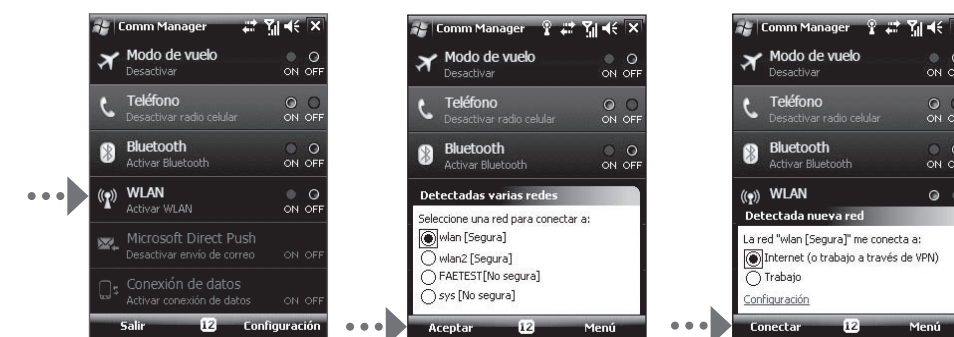 Comm Manager
Modo de vuelo
Desactivar
ON OFF
Teléfono
Desactivar radio celular
ON OFF
Bluetooth
Activar Bluetooth
ON OFF
WLAN
Activar WLAN
ON OFF
Microsoft Direct Push
Desactivar envío de correo
ON OFF
Conexión de datos
Activar conexión de datos
ON OFF
Salir 12 Configuración
Comm Manager
Modo de vuelo
Desactivar
ON OFF
Teléfono
Desactivar radio celular
ON OFF
Bluetooth
Activar Bluetooth
ON OFF
Detectadas varias redes
Seleccione una red para conectar a:
wlan [Segura]
wlan2 [Segura]
FAETEST[No segura]
sys [No segura]
Aceptar 12 Menú
Comm Manager
Modo de vuelo
Desactivar
ON
Teléfono
Desactivar radio celular
ON
Bluetooth
Activar Bluetooth
ON
WLAN
Detectada nueva red
La red "wlan [Segura]" me conecta a:
Internet (o trabajo a través de VPN)
Trabajo
Configuración
Conectar 12 Menú